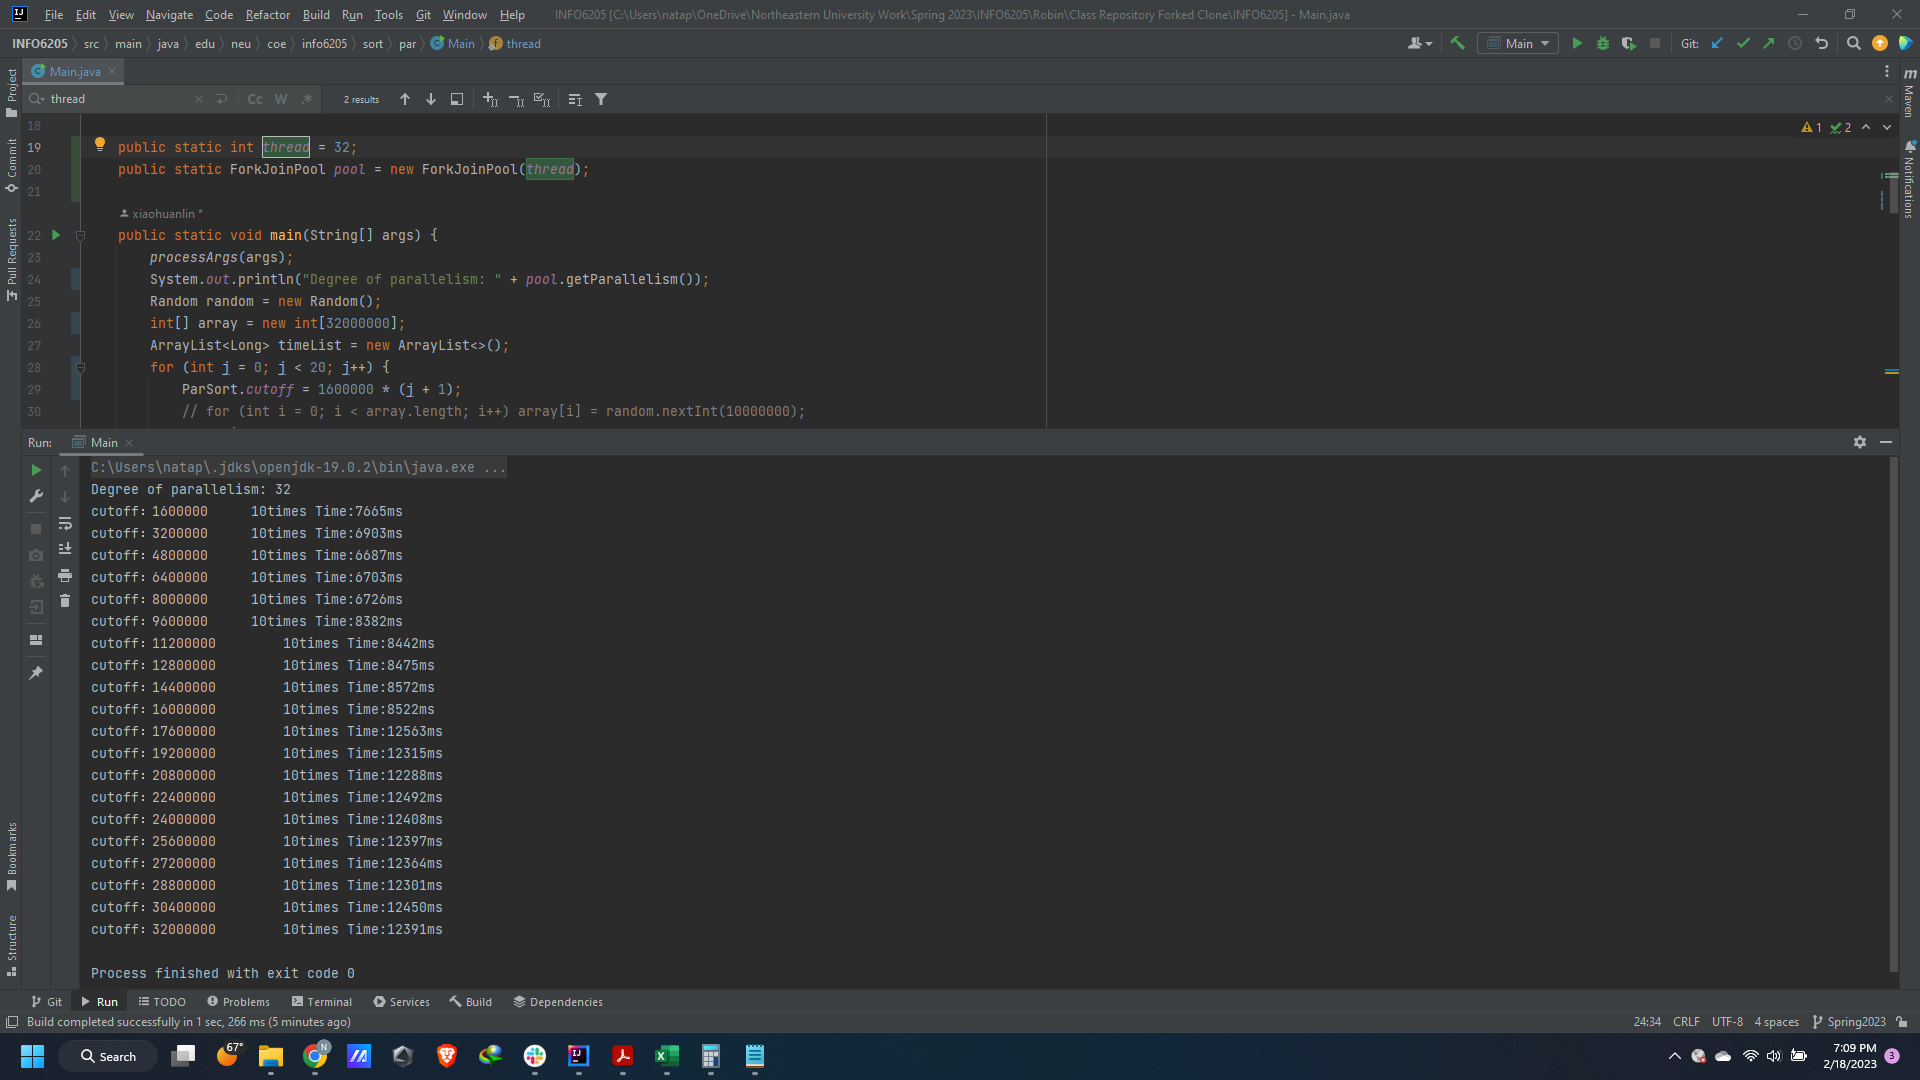 File Edit View Navigate Code Refactor Build Run Tools Git Window Help INFO6205 [C:\Users\natap\OneDrive\Northeastern University Work\Spring 2023\INFO6205\Robin\Class Repository Forked Clone\INFO6205] - Main.java
INFO6205 src main java edu neu coe info6205 sort par Main thread Main Git:
Main.java
thread Cc W .* 2 results
18
1 2
19 public static int thread = 32;
20 public static ForkJoinPool pool = new ForkJoinPool(thread);
21
xiaohuanlin *
22 public static void main(String[] args) {
23 processArgs(args);
24 System.out.println("Degree of parallelism: " + pool.getParallelism());
25 Random random = new Random();
26 int[] array = new int[32000000];
27 ArrayList<Long> timeList = new ArrayList<>();
28 for (int j = 0; j < 20; j++) {
29 ParSort.cutoff = 1600000 * (j + 1);
30 // for (int i = 0; i < array.length; i++) array[i] = random.nextInt(10000000);
Run: Main
C:\Users\natap\.jdks\openjdk-19.0.2\bin\java.exe ...
Degree of parallelism: 32
cutoff：1600000 10times Time:7665ms
cutoff：3200000 10times Time:6903ms
cutoff：4800000 10times Time:6687ms
cutoff：6400000 10times Time:6703ms
cutoff：8000000 10times Time:6726ms
cutoff：9600000 10times Time:8382ms
cutoff：11200000 10times Time:8442ms
cutoff：12800000 10times Time:8475ms
cutoff：14400000 10times Time:8572ms
cutoff：16000000 10times Time:8522ms
cutoff：17600000 10times Time:12563ms
cutoff：19200000 10times Time:12315ms
cutoff：20800000 10times Time:12288ms
cutoff：22400000 10times Time:12492ms
cutoff：24000000 10times Time:12408ms
cutoff：25600000 10times Time:12397ms
cutoff：27200000 10times Time:12364ms
cutoff：28800000 10times Time:12301ms
cutoff：30400000 10times Time:12450ms
cutoff：32000000 10times Time:12391ms
Process finished with exit code 0
Project
Commit
Pull Requests
Bookmarks
Structure
Maven
Notifications
Git Run TODO Problems Terminal Services Build Dependencies
Build completed successfully in 1 sec, 266 ms (5 minutes ago) 24:34 CRLF UTF-8 4 spaces Spring2023
Search 67° N 7:09 PM
2/18/2023 3